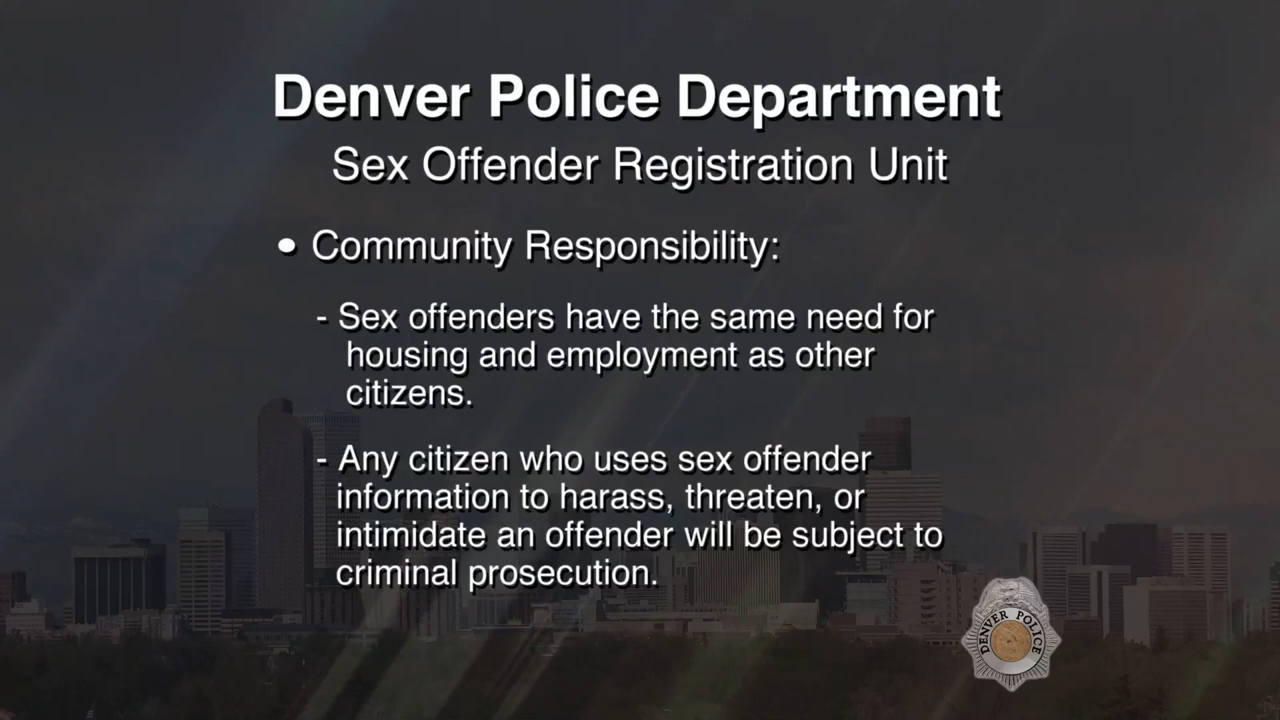 Denver Police Department
Sex Offender Registration Unit
• Community Responsibility:
- Sex offenders have the same need for
housing and employment as other
citizens.
- Any citizen who uses sex offender
information to harass, threaten, or
intimidate an offender will be subject to
criminal prosecution.
DENVER POLICE